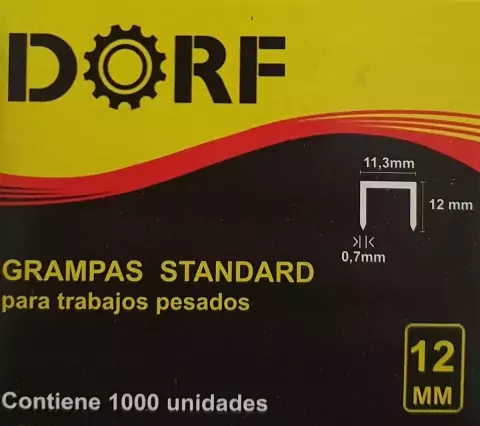 DORF
11,3mm
12 mm
0,7mm
GRAMPAS STANDARD
para trabajos pesados
12
MM
Contiene 1000 unidades